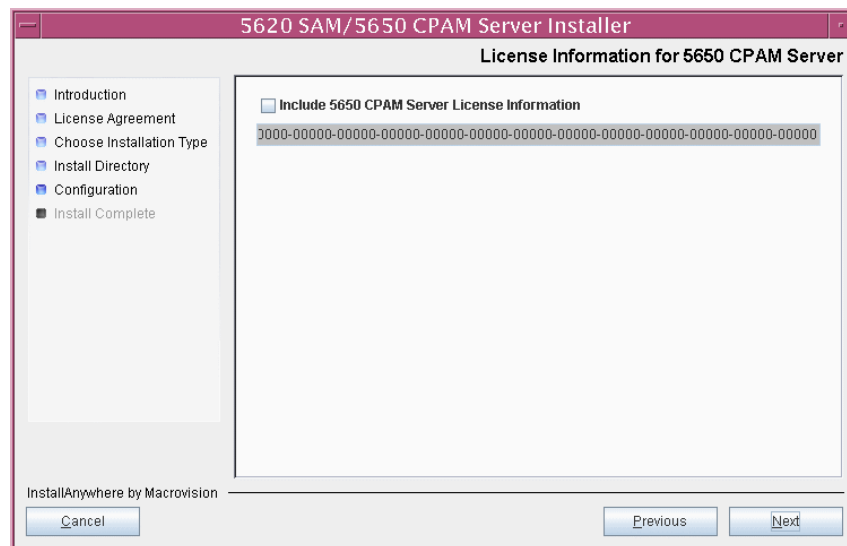 5620 SAM/5650 CPAM Server Installer
License Information for 5650 CPAM Server
Introduction
License Agreement
Choose Installation Type
Install Directory
Configuration
Install Complete
Include 5650 CPAM Server License Information
0000-00000-00000-00000-00000-00000-00000-00000-00000-00000-00000-00000-00000
InstallAnywhere by Macrovision
Cancel
Previous
Next